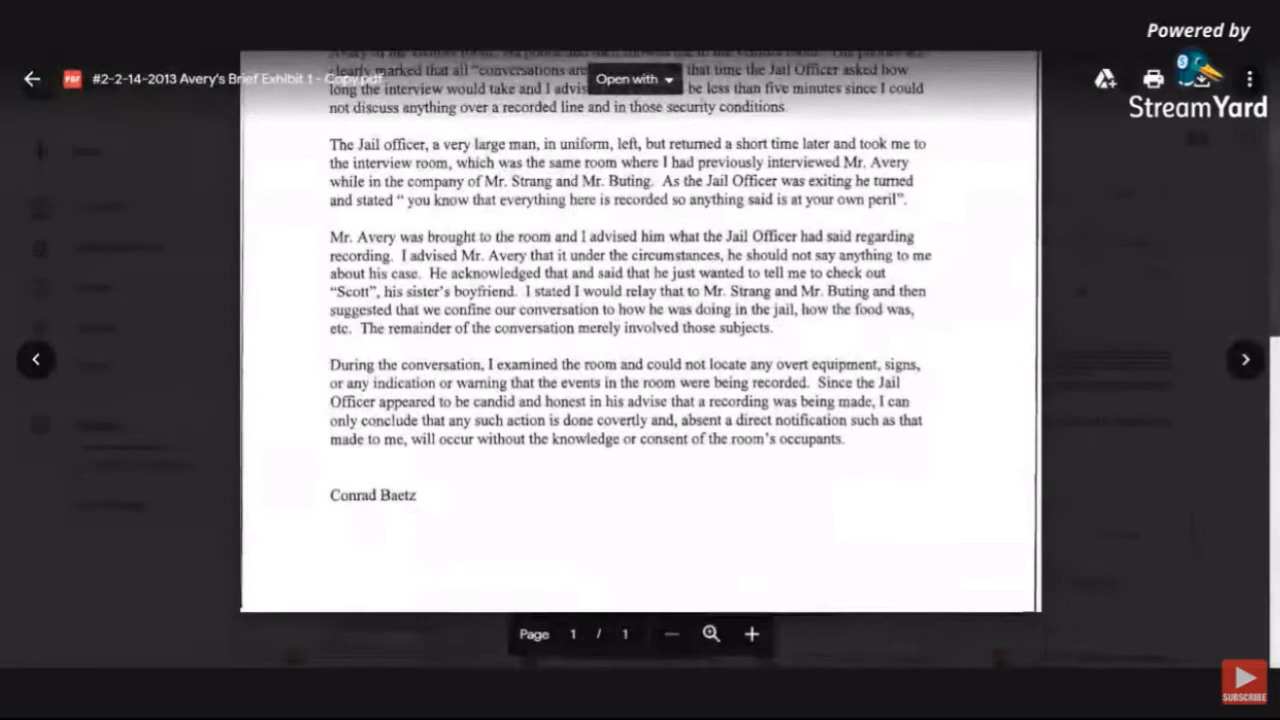 Powered by
StreamYard
#2-2-14-2013 Avery's Brief Exhibit 1 - Copy.pdf
Open with
clearly marked that all "conversations are that time the Jail Officer asked how
long the interview would take and I advis be less than five minutes since I could
not discuss anything over a recorded line and in those security conditions.
The Jail officer, a very large man, in uniform, left, but returned a short time later and took me to
the interview room, which was the same room where I had previously interviewed Mr. Avery
while in the company of Mr. Strang and Mr. Buting. As the Jail Officer was exiting he turned
and stated " you know that everything here is recorded so anything said is at your own peril".
Mr. Avery was brought to the room and I advised him what the Jail Officer had said regarding
recording. I advised Mr. Avery that it under the circumstances, he should not say anything to me
about his case. He acknowledged that and said that he just wanted to tell me to check out
"Scott", his sister's boyfriend. I stated I would relay that to Mr. Strang and Mr. Buting and then
suggested that we confine our conversation to how he was doing in the jail, how the food was,
etc. The remainder of the conversation merely involved those subjects.
During the conversation, I examined the room and could not locate any overt equipment, signs,
or any indication or warning that the events in the room were being recorded. Since the Jail
Officer appeared to be candid and honest in his advise that a recording was being made, I can
only conclude that any such action is done covertly and, absent a direct notification such as that
made to me, will occur without the knowledge or consent of the room's occupants.
Conrad Baetz
Page 1 / 1
SUBSCRIBE